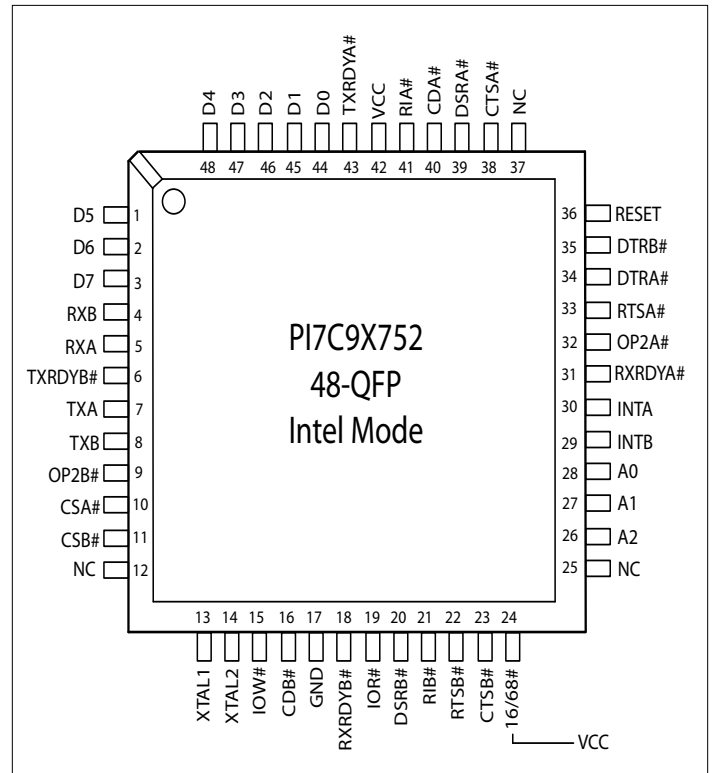 D4 D3 D2 D1 D0 TXRDYA# VCC RIA# CDA# DSRA# CTSA# NC
48 47 46 45 44 43 42 41 40 39 38 37
D5 1
D6 2
D7 3
RXB 4
RXA 5
TXRDYB# 6
TXA 7
TXB 8
OP2B# 9
CSA# 10
CSB# 11
NC 12
PI7C9X752
48-QFP
Intel Mode
36 RESET
35 DTRB#
34 DTRA#
33 RTSA#
32 OP2A#
31 RXRDYA#
30 INTA
29 INTB
28 A0
27 A1
26 A2
25 NC
13 14 15 16 17 18 19 20 21 22 23 24
XTAL1 XTAL2 IOW# CDB# GND RXRDYB# IOR# DSRB# RIB# RTSB# CTSB# 16/68#
VCC